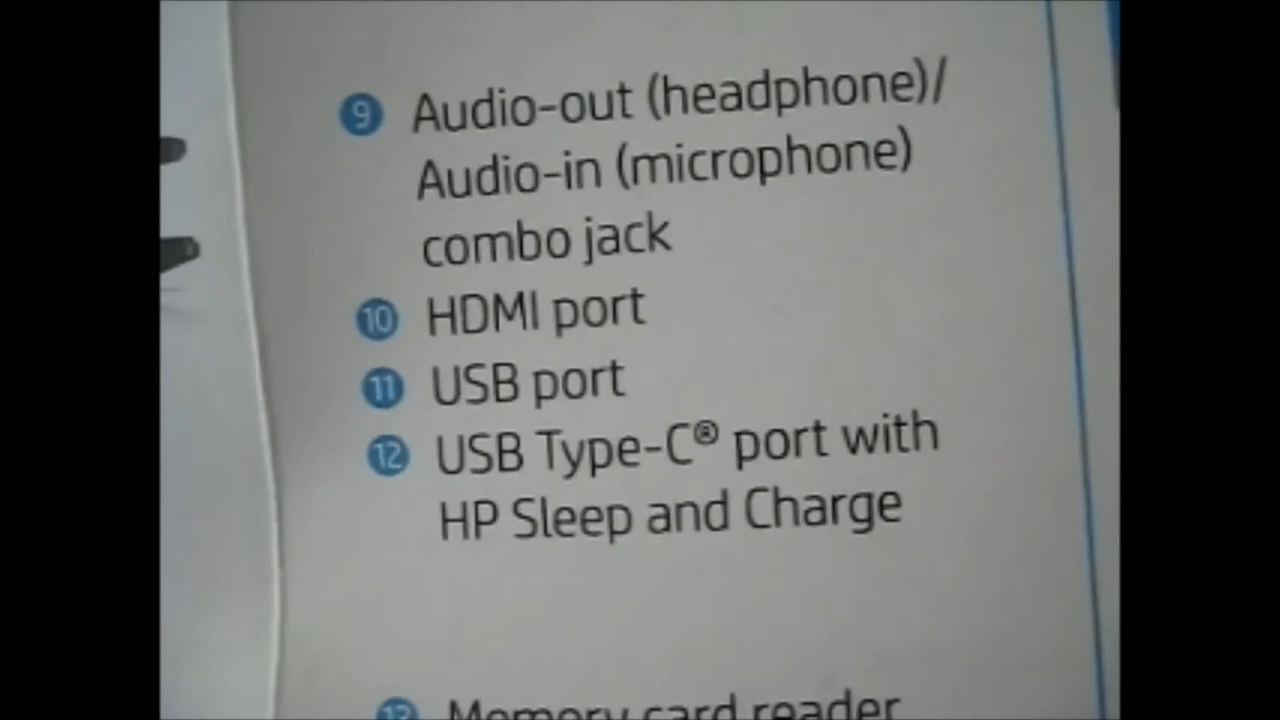 9 Audio-out (headphone)/
Audio-in (microphone)
combo jack
10 HDMI port
11 USB port
12 USB Type-C® port with
HP Sleep and Charge
13 Memory card reader